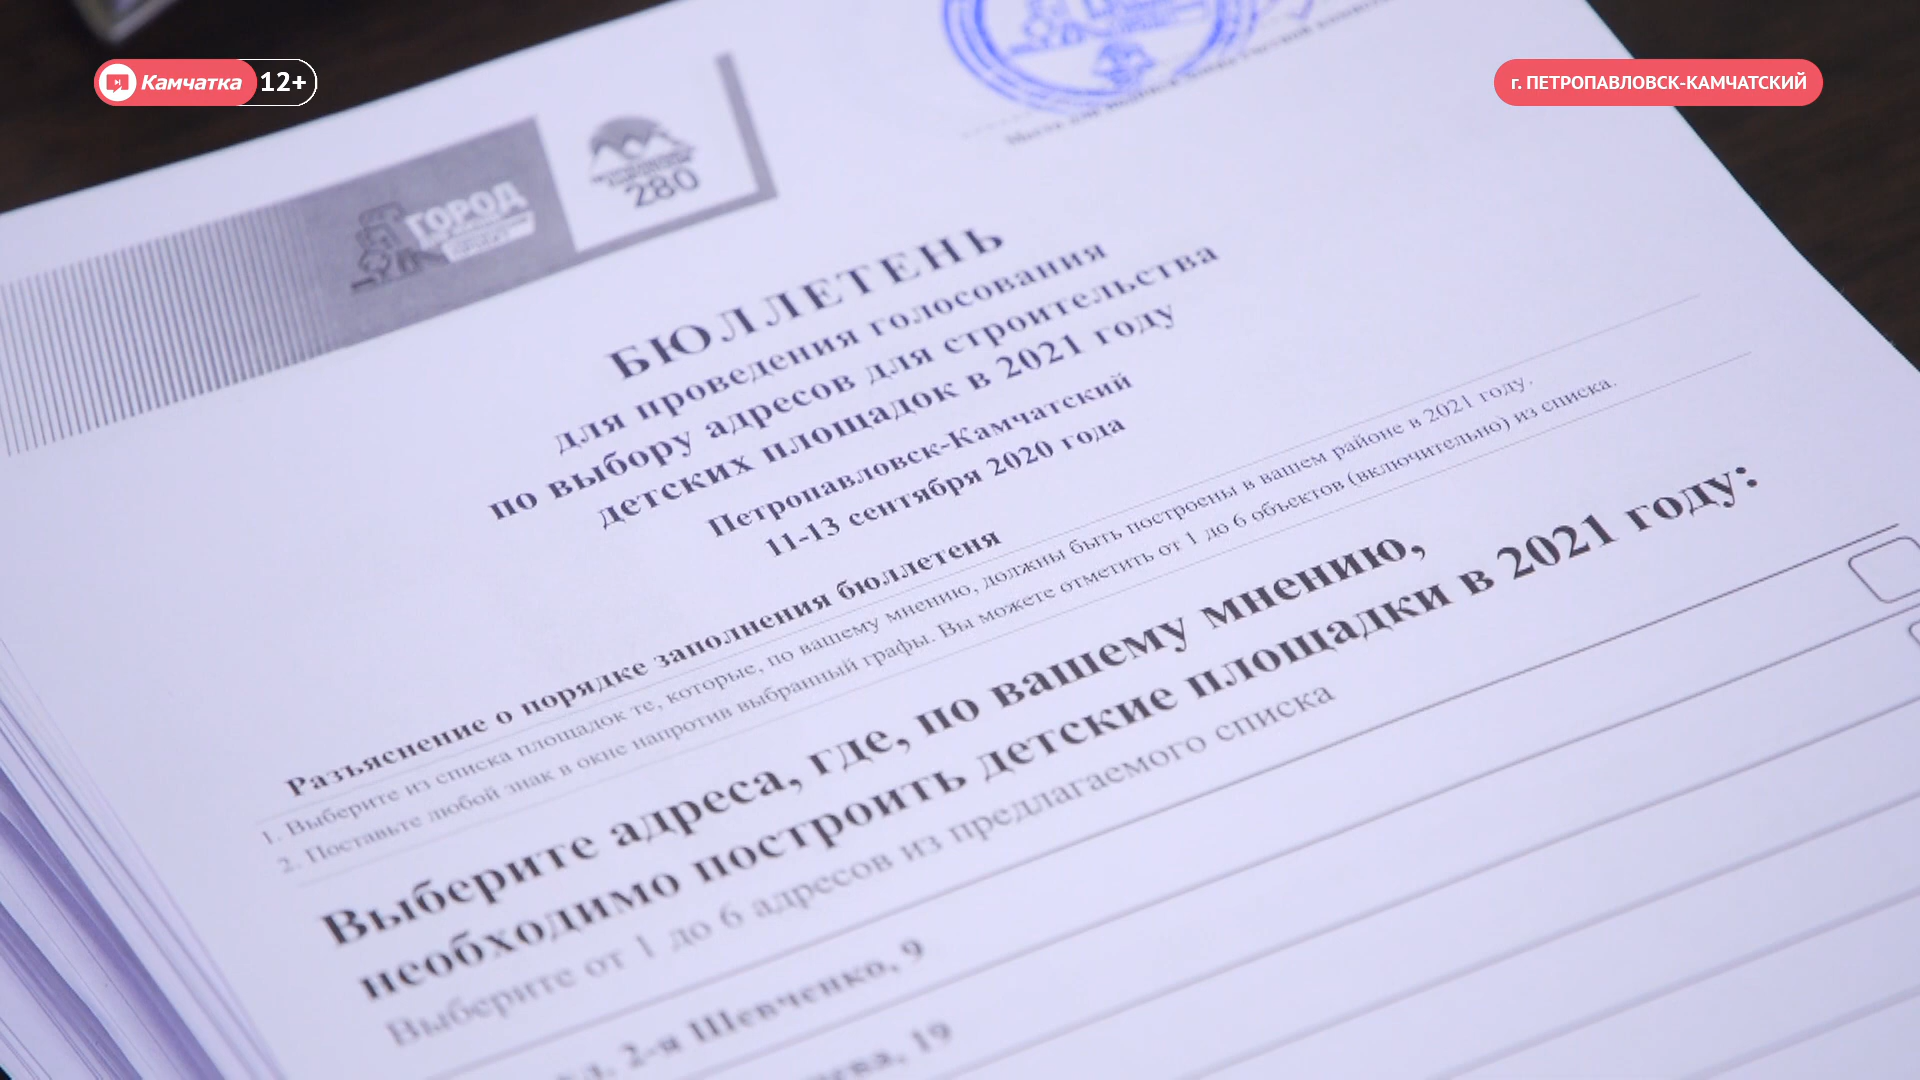 Камчатка 12+
г. ПЕТРОПАВЛОВСК-КАМЧАТСКИЙ
ГОРОД
280
БЮЛЛЕТЕНЬ
для проведения голосования
по выбору адресов для строительства
детских площадок в 2021 году
Петропавловск-Камчатский
11-13 сентября 2020 года
Разъяснение о порядке заполнения бюллетеня
1. Выберите из списка площадок те, которые, по вашему мнению, должны быть построены в вашем районе в 2021 году.
2. Поставьте любой знак в окне напротив выбранный графы. Вы можете отметить от 1 до 6 объектов (включительно) из списка.
Выберите адреса, где, по вашему мнению,
необходимо построить детские площадки в 2021 году:
Выберите от 1 до 6 адресов из предлагаемого списка
2-я Шевченко, 9
19